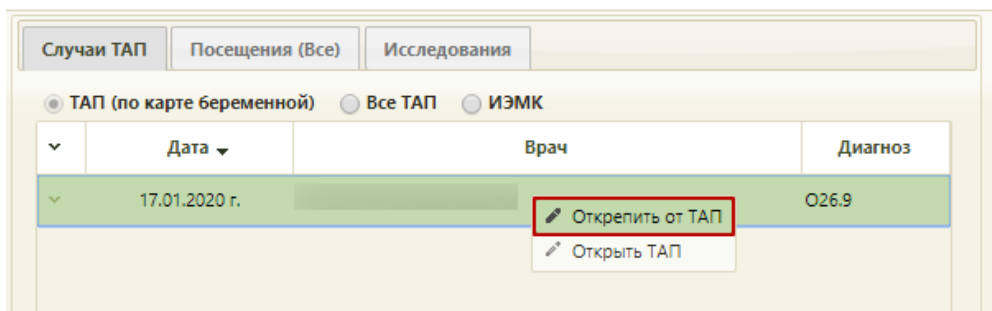 Случаи ТАП Посещения (Все) Исследования
ТАП (по карте беременной) Все ТАП ИЭМК
Дата Врач Диагноз
17.01.2020 г. O26.9
Открепить от ТАП
Открыть ТАП